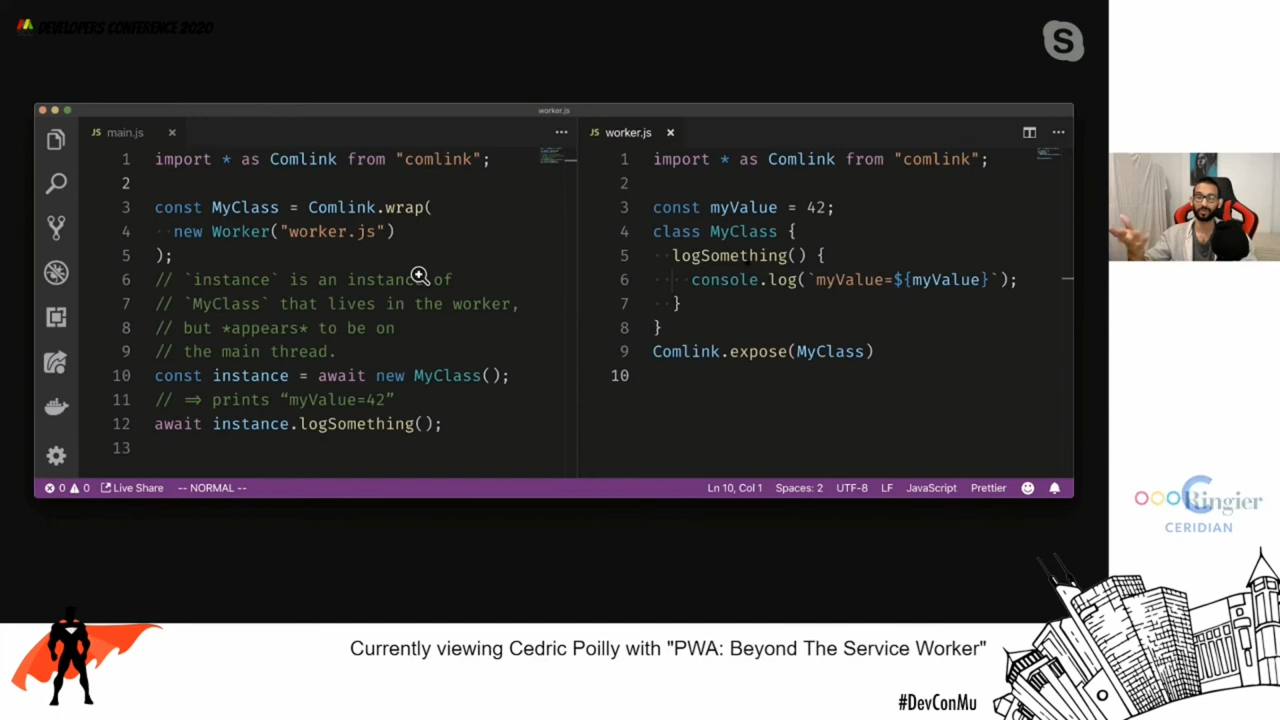 DEVELOPERS CONFERENCE 2020
S
worker.js
JS main.js
JS worker.js
1 import * as Comlink from "comlink";
2
3 const MyClass = Comlink.wrap(
4 new Worker("worker.js")
5 );
6 // `instance` is an instance of
7 // `MyClass` that lives in the worker,
8 // but *appears* to be on
9 // the main thread.
10 const instance = await new MyClass();
11 // => prints “myValue=42”
12 await instance.logSomething();
13
1 import * as Comlink from "comlink";
2
3 const myValue = 42;
4 class MyClass {
5 logSomething() {
6 console.log(`myValue=${myValue}`);
7 }
8 }
9 Comlink.expose(MyClass)
10
0 0 Live Share -- NORMAL -- Ln 10, Col 1 Spaces: 2 UTF-8 LF JavaScript Prettier
Ringier
CERIDIAN
Currently viewing Cedric Poilly with "PWA: Beyond The Service Worker"
#DevConMu